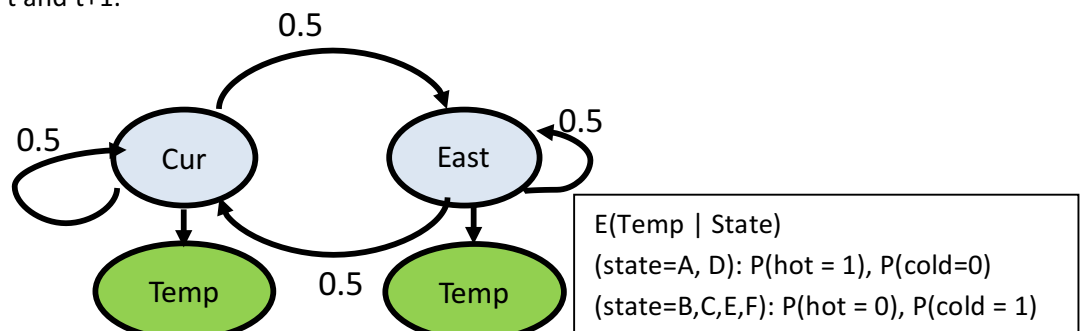 t and t+1.
0.5
0.5
0.5
Cur
East
E(Temp | State)
(state=A, D): P(hot = 1), P(cold=0)
(state=B,C,E,F): P(hot = 0), P(cold = 1)
0.5
Temp
Temp